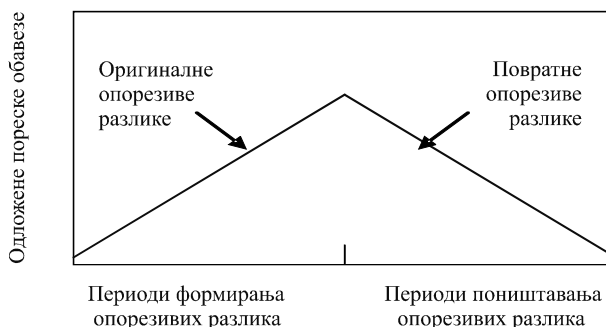 Одложене пореске обавезе
Оригиналне
опорезиве
разлике
Повратне
опорезиве
разлике
Периоди формирања
опорезивих разлика
Периоди поништавања
опорезивих разлика